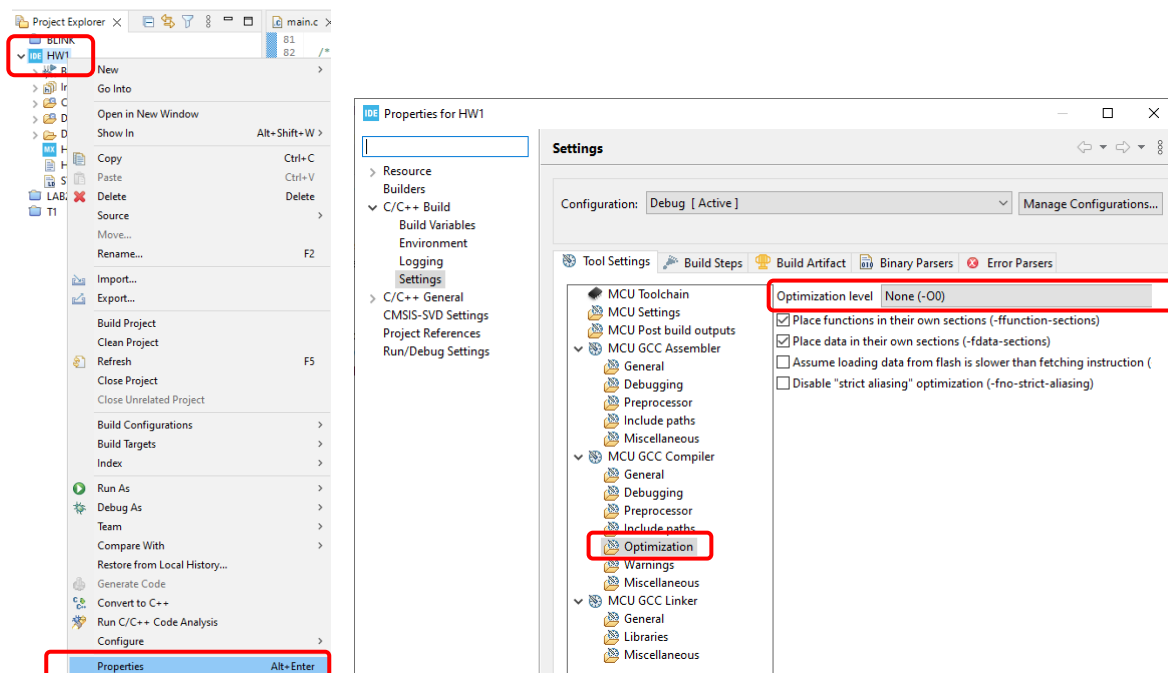 Project Explorer
main.c
81
82 /*
BLINK
HW1
LAB
T1
New
Go Into
Open in New Window
Show In Alt+Shift+W >
Copy Ctrl+C
Paste Ctrl+V
Delete Delete
Source
Move...
Rename... F2
Import...
Export...
Build Project
Clean Project
Refresh F5
Close Project
Close Unrelated Project
Build Configurations
Build Targets
Index
Run As
Debug As
Team
Compare With
Restore from Local History...
Generate Code
Convert to C++
Run C/C++ Code Analysis
Configure
Properties Alt+Enter
IDE Properties for HW1
Resource
Builders
C/C++ Build
Build Variables
Environment
Logging
Settings
C/C++ General
CMSIS-SVD Settings
Project References
Run/Debug Settings
Settings
Configuration: Debug [ Active ] Manage Configurations...
Tool Settings Build Steps Build Artifact Binary Parsers Error Parsers
MCU Toolchain
MCU Settings
MCU Post build outputs
MCU GCC Assembler
General
Debugging
Preprocessor
Include paths
Miscellaneous
MCU GCC Compiler
General
Debugging
Preprocessor
Include paths
Optimization
Warnings
Miscellaneous
MCU GCC Linker
General
Libraries
Miscellaneous
Optimization level None (-O0)
Place functions in their own sections (-ffunction-sections)
Place data in their own sections (-fdata-sections)
Assume loading data from flash is slower than fetching instruction (
Disable "strict aliasing" optimization (-fno-strict-aliasing)